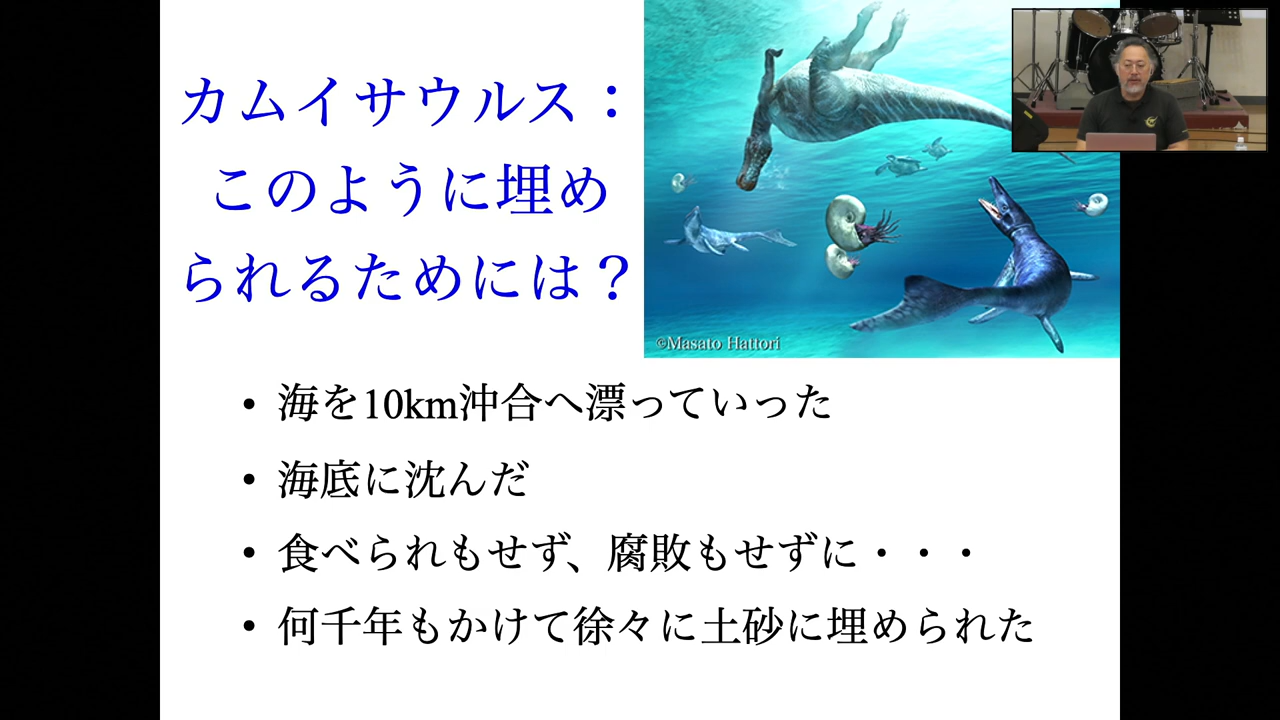 カムイサウルス：
このように埋め
られるためには？
©Masato Hattori
• 海を10km沖合へ漂っていった
• 海底に沈んだ
• 食べられもせず、腐敗もせずに・・・
• 何千年もかけて徐々に土砂に埋められた